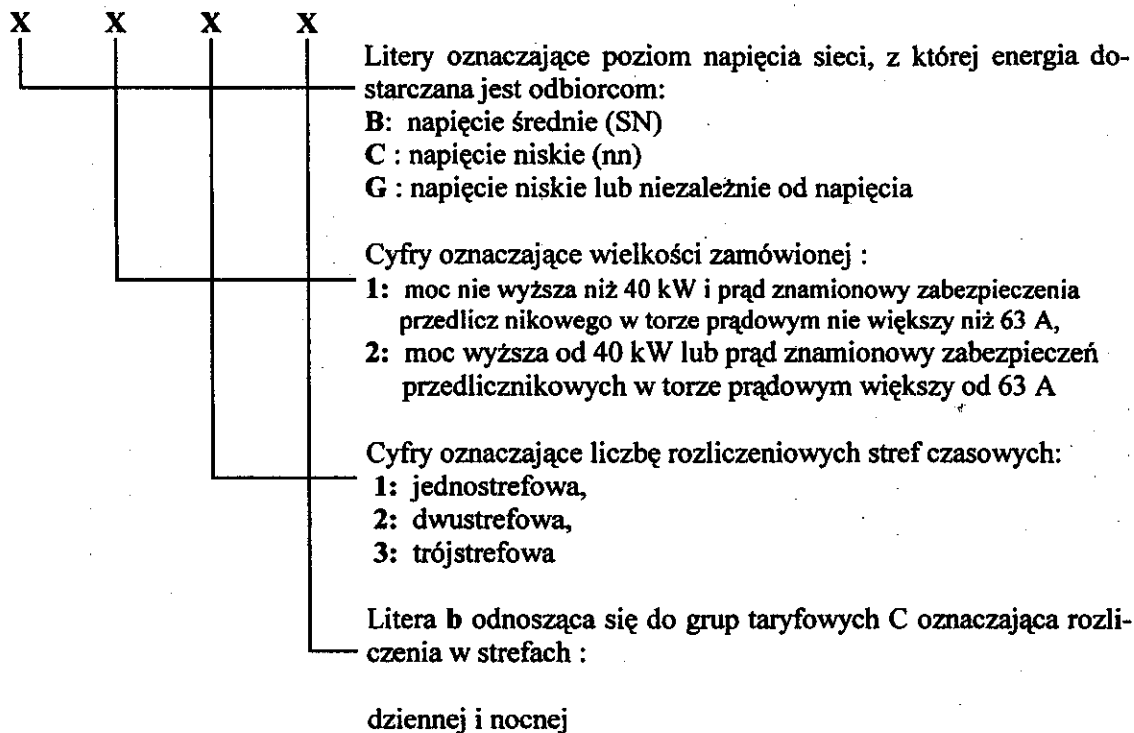 X X X X
Litery oznaczające poziom napięcia sieci, z której energia do-
starczana jest odbiorcom:
B: napięcie średnie (SN)
C : napięcie niskie (nn)
G : napięcie niskie lub niezależnie od napięcia
Cyfry oznaczające wielkości zamówionej :
1: moc nie wyższa niż 40 kW i prąd znamionowy zabezpieczenia
przedlicz nikowego w torze prądowym nie większy niż 63 A,
2: moc wyższa od 40 kW lub prąd znamionowy zabezpieczeń
przedlicznikowych w torze prądowym większy od 63 A
Cyfry oznaczające liczbę rozliczeniowych stref czasowych:
1: jednostrefowa,
2: dwustrefowa,
3: trójstrefowa
Litera b odnosząca się do grup taryfowych C oznaczająca rozli-
czenia w strefach :
dziennej i nocnej